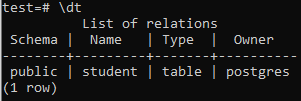 test=# \dt
List of relations
Schema | Name | Type | Owner
--------+---------+-------+----------
public | student | table | postgres
(1 row)